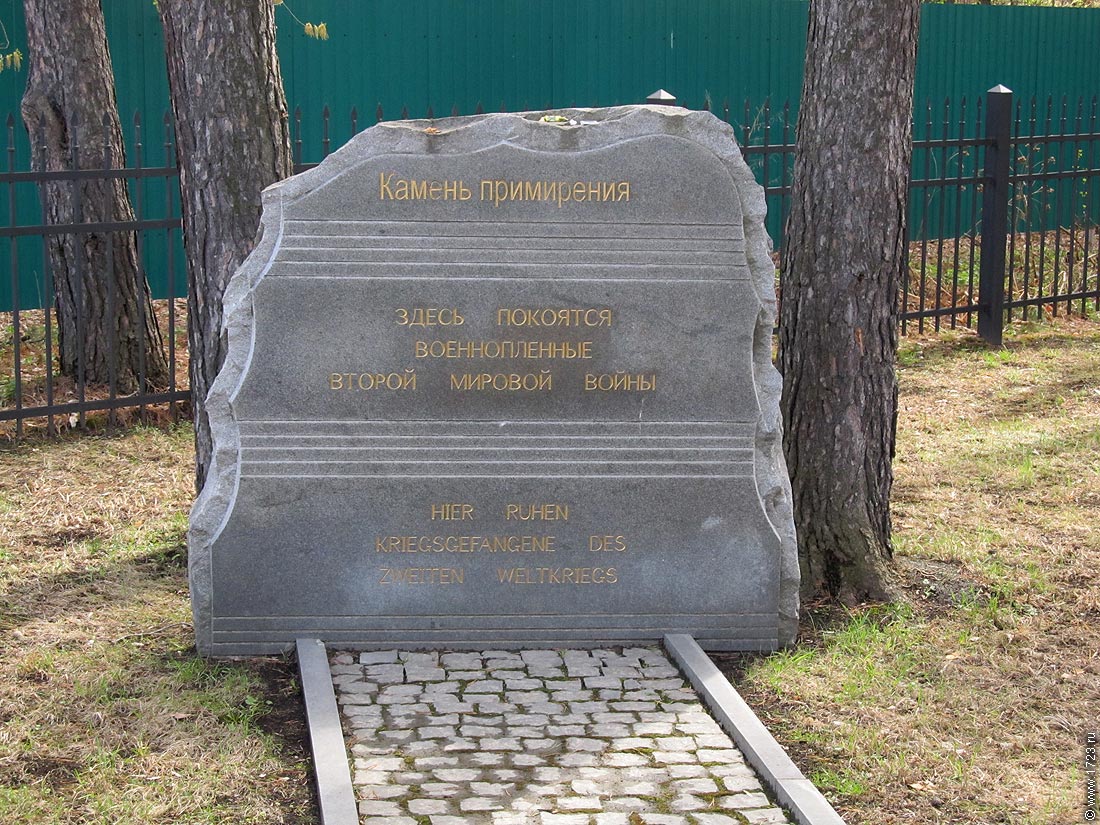 Камень примирения
ЗДЕСЬ ПОКОЯТСЯ
ВОЕННОПЛЕННЫЕ
ВТОРОЙ МИРОВОЙ ВОЙНЫ
HIER RUHEN
KRIEGSGEFANGENE DES
ZWEITEN WELTKRIEGS
© www.1723.ru